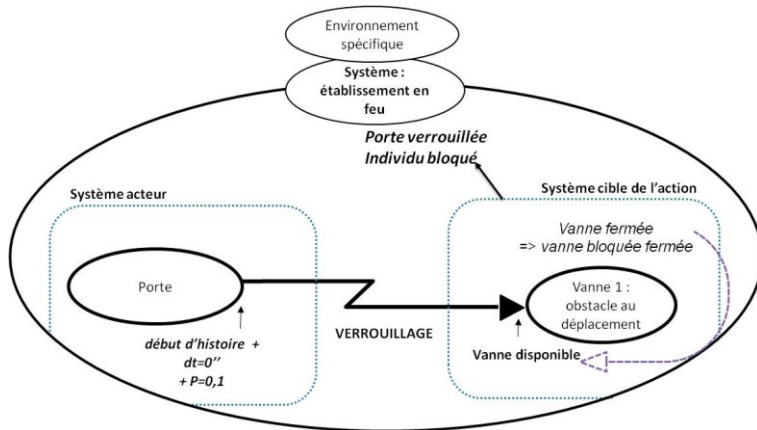 Environnement
spécifique
Système :
établissement en
feu
Porte verrouillée
Individu bloqué
Système acteur
Système cible de l'action
Vanne fermée
=> vanne bloquée fermée
Porte
Vanne 1 :
obstacle au
déplacement
VERROUILLAGE
Vanne disponible
début d'histoire +
dt=0''
+ P=0,1